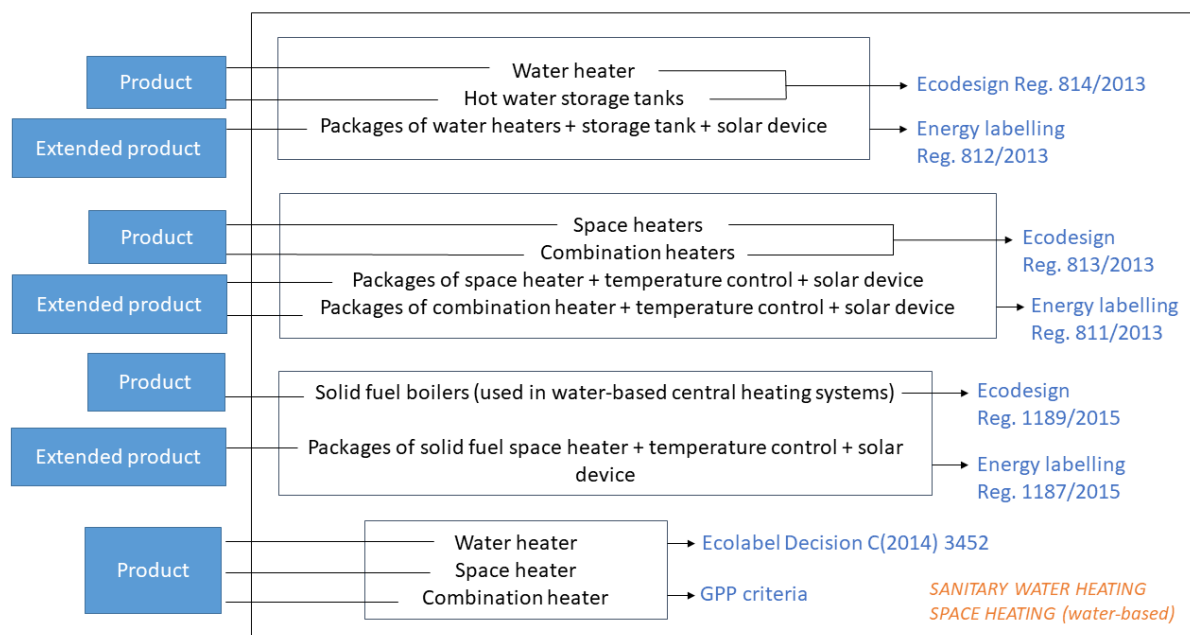 Product
Water heater
Hot water storage tanks
Ecodesign Reg. 814/2013
Extended product
Packages of water heaters + storage tank + solar device
Energy labelling
Reg. 812/2013
Product
Space heaters
Combination heaters
Ecodesign
Reg. 813/2013
Extended product
Packages of space heater + temperature control + solar device
Packages of combination heater + temperature control + solar device
Energy labelling
Reg. 811/2013
Product
Solid fuel boilers (used in water-based central heating systems)
Ecodesign
Reg. 1189/2015
Extended product
Packages of solid fuel space heater + temperature control + solar
device
Energy labelling
Reg. 1187/2015
Product
Water heater
Space heater
Combination heater
Ecolabel Decision C(2014) 3452
GPP criteria
SANITARY WATER HEATING
SPACE HEATING (water-based)